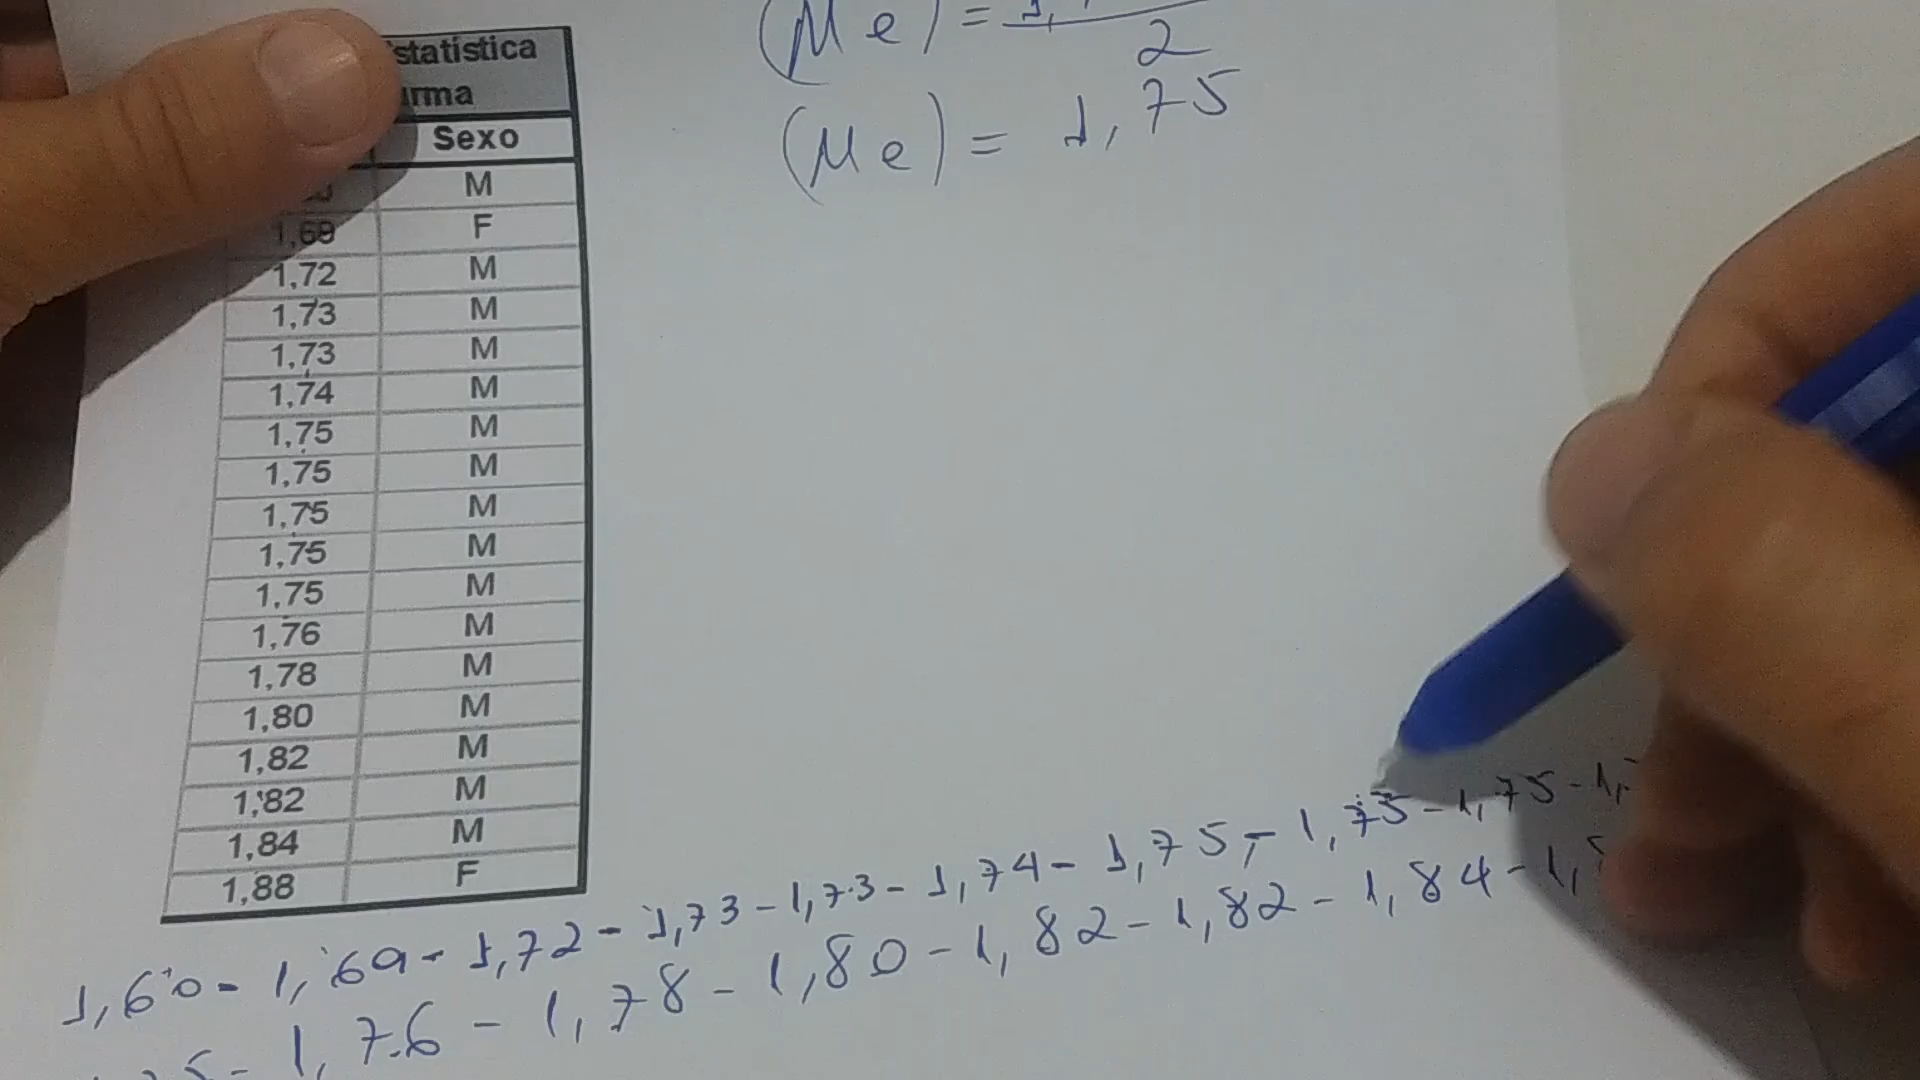 (Me) = 
2
(Me) = 1,75
statística
rma
Sexo
M
1,69 F
1,72 M
1,73 M
1,73 M
1,74 M
1,75 M
1,75 M
1,75 M
1,75 M
1,75 M
1,76 M
1,78 M
1,80 M
1,82 M
1,82 M
1,84 M
1,88 F
1,60 - 1,69 - 1,72 - 1,73 - 1,73 - 1,74 - 1,75 - 1,75 - 1,75 - 1,
1,76 - 1,78 - 1,80 - 1,82 - 1,82 - 1,84 - 1,